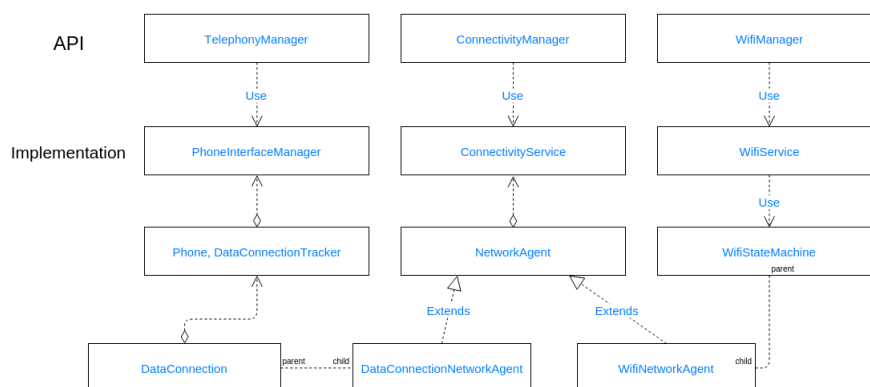 API
TelephonyManager
ConnectivityManager
WifiManager
Use
Use
Use
Implementation
PhoneInterfaceManager
ConnectivityService
WifiService
Use
Phone, DataConnectionTracker
NetworkAgent
WifiStateMachine
parent
Extends
Extends
DataConnection
parent
child
DataConnectionNetworkAgent
WifiNetworkAgent
child